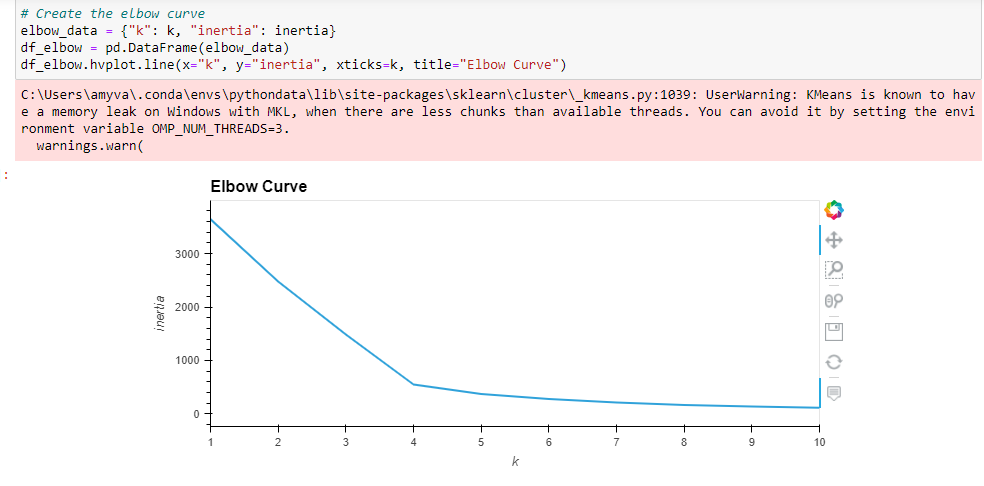 # Create the elbow curve
elbow_data = {"k": k, "inertia": inertia}
df_elbow = pd.DataFrame(elbow_data)
df_elbow.hvplot.line(x="k", y="inertia", xticks=k, title="Elbow Curve")
C:\Users\amyva\.conda\envs\pythondata\lib\site-packages\sklearn\cluster\_kmeans.py:1039: UserWarning: KMeans is known to hav
e a memory leak on Windows with MKL, when there are less chunks than available threads. You can avoid it by setting the envi
ronment variable OMP_NUM_THREADS=3.
warnings.warn(
:
Elbow Curve
3000
2000
1000
0
inertia
1 2 3 4 5 6 7 8 9 10
k